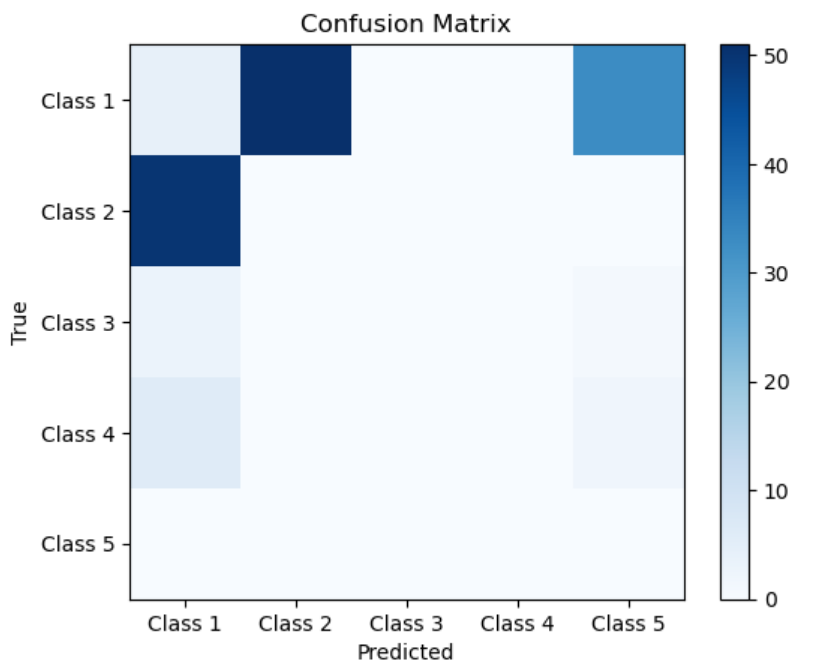 Confusion Matrix
Class 1
Class 2
Class 3
Class 4
Class 5
True
Class 1 Class 2 Class 3 Class 4 Class 5
Predicted
50
40
30
20
10
0